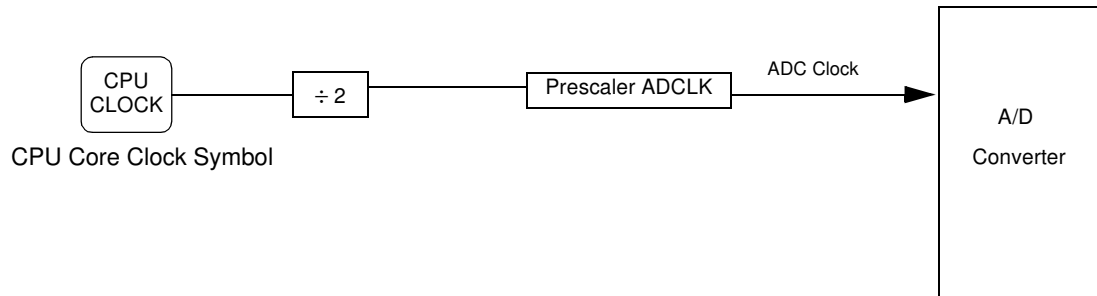 CPU
CLOCK
÷ 2
Prescaler ADCLK
ADC Clock
A/D
Converter
CPU Core Clock Symbol